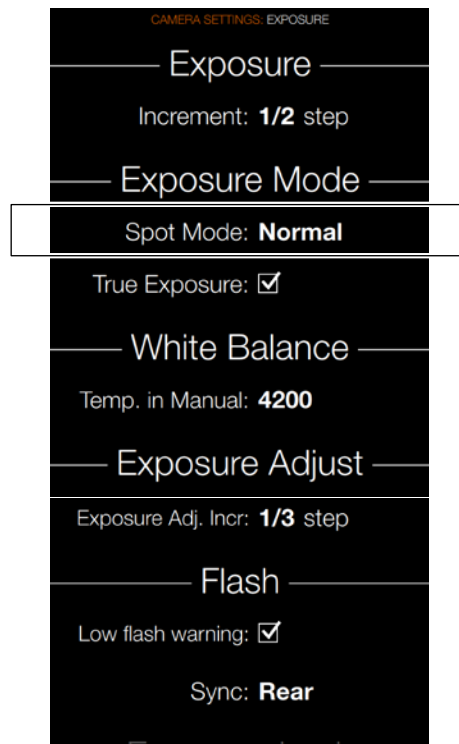 CAMERA SETTINGS: EXPOSURE
Exposure
Increment: 1/2 step
Exposure Mode
Spot Mode: Normal
True Exposure:
White Balance
Temp. in Manual: 4200
Exposure Adjust
Exposure Adj. Incr: 1/3 step
Flash
Low flash warning:
Sync: Rear